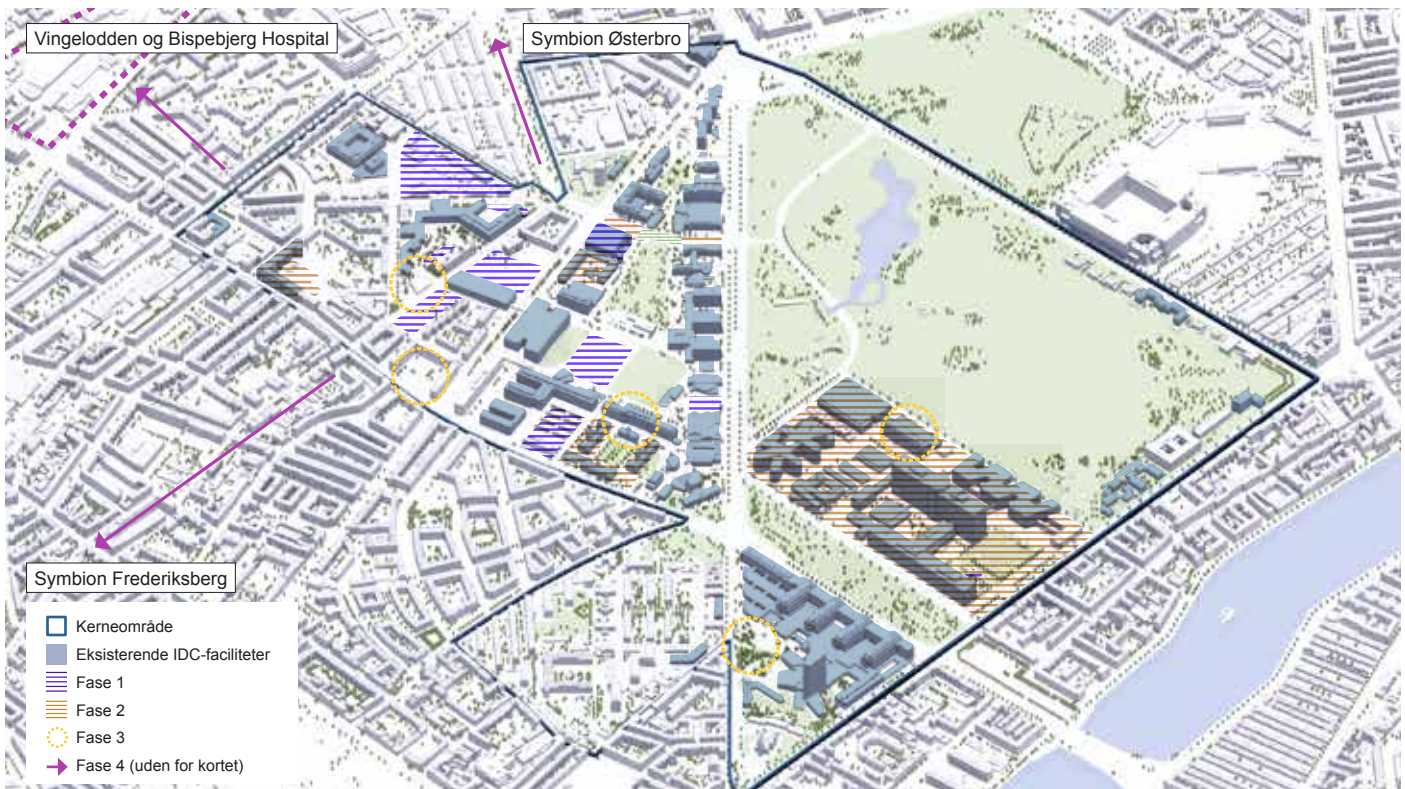 Vingelodden og Bispebjerg Hospital
Symbion Østerbro
Symbion Frederiksberg
Kerneområde
Eksisterende IDC-faciliteter
Fase 1
Fase 2
Fase 3
Fase 4 (uden for kortet)